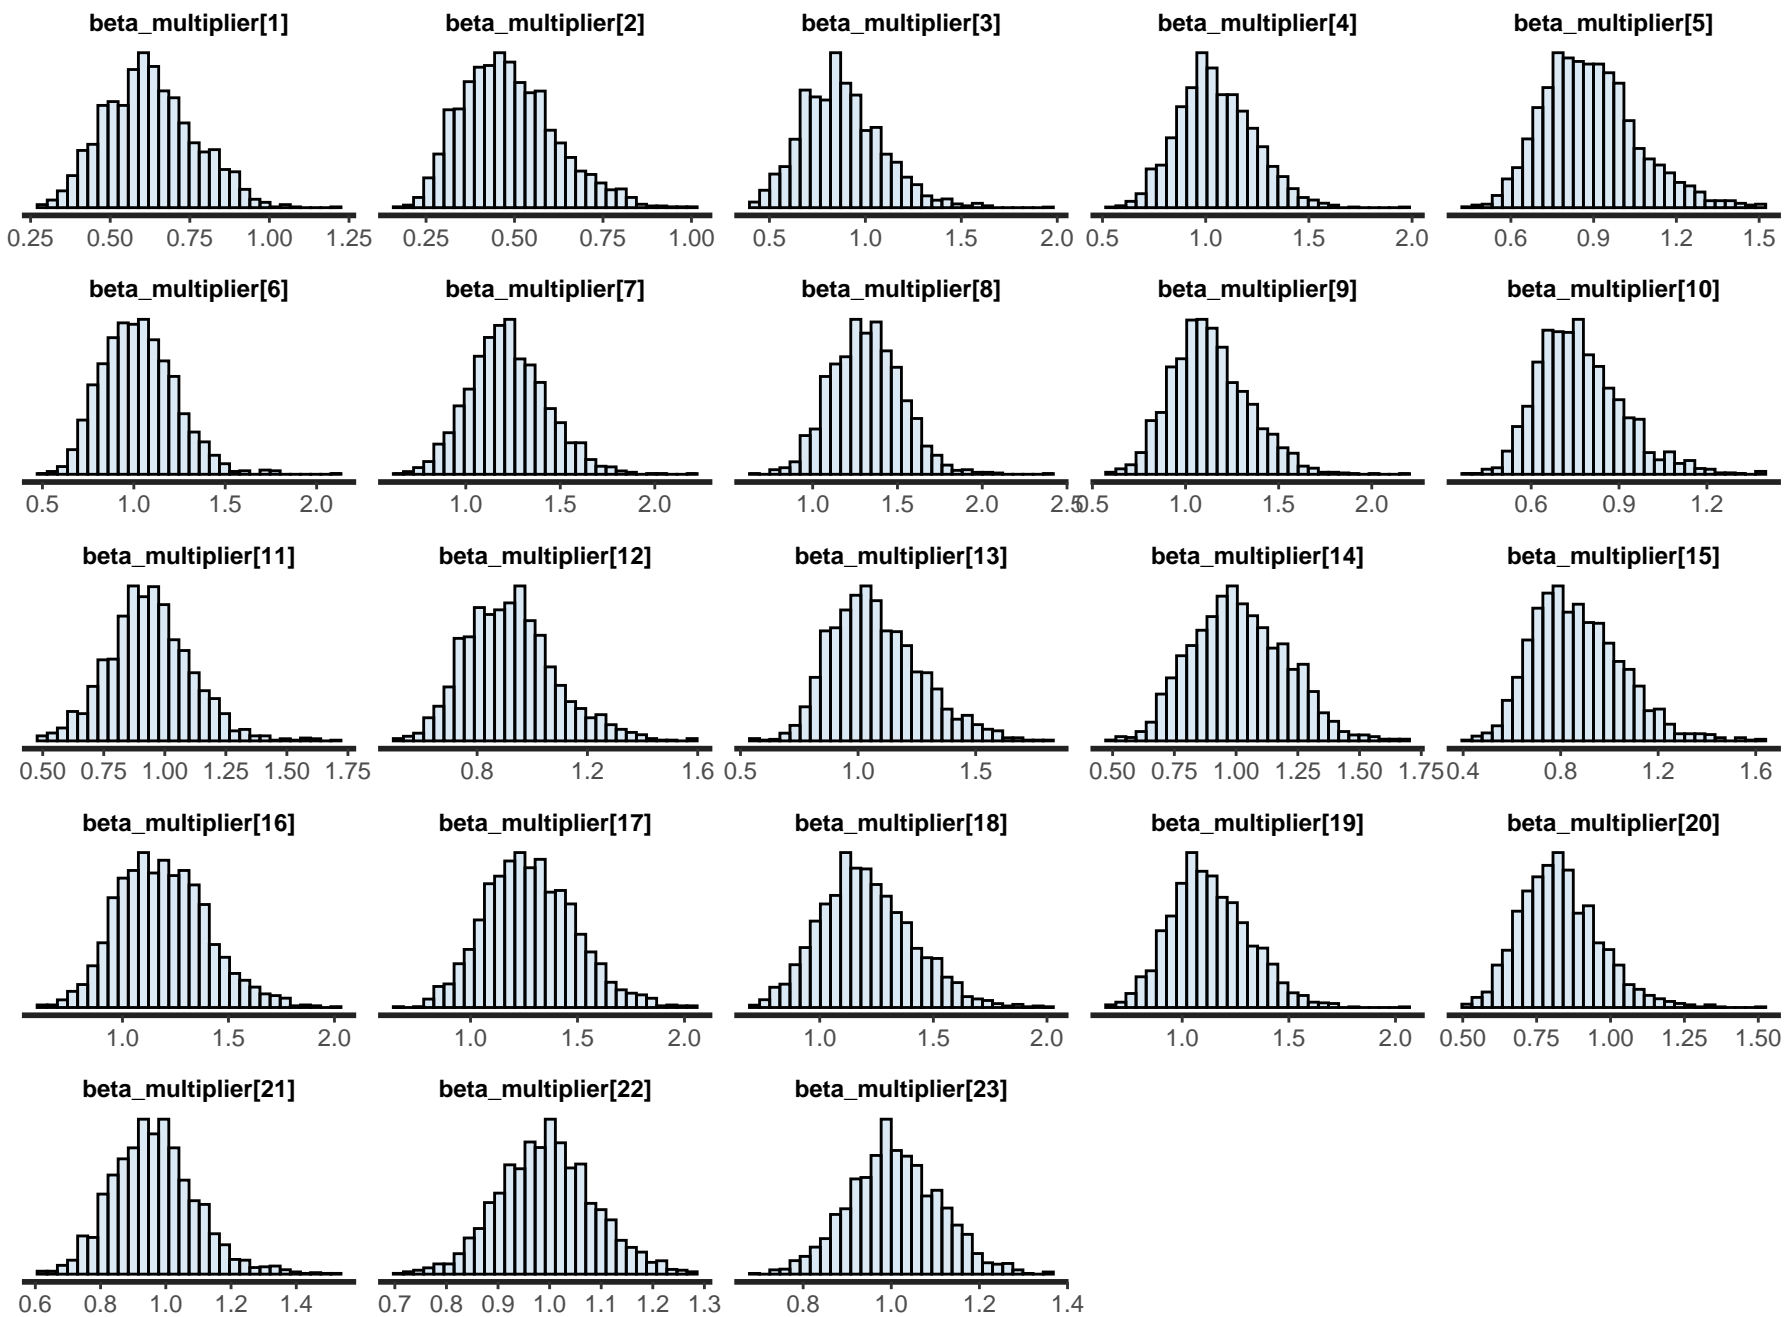 beta_multiplier[1] beta_multiplier[2] beta_multiplier[3] beta_multiplier[4] beta_multiplier[5]
0.25 0.50 0.75 1.00 1.25 0.25 0.50 0.75 1.00 0.5 1.0 1.5 2.0 0.5 1.0 1.5 2.0 0.6 0.9 1.2 1.5
beta_multiplier[6] beta_multiplier[7] beta_multiplier[8] beta_multiplier[9] beta_multiplier[10]
0.5 1.0 1.5 2.0 1.0 1.5 2.0 1.0 1.5 2.0 2.5 0.5 1.0 1.5 2.0 0.6 0.9 1.2
beta_multiplier[11] beta_multiplier[12] beta_multiplier[13] beta_multiplier[14] beta_multiplier[15]
0.50 0.75 1.00 1.25 1.50 1.75 0.8 1.2 1.6 0.5 1.0 1.5 0.50 0.75 1.00 1.25 1.50 1.75 0.4 0.8 1.2 1.6
beta_multiplier[16] beta_multiplier[17] beta_multiplier[18] beta_multiplier[19] beta_multiplier[20]
1.0 1.5 2.0 1.0 1.5 2.0 1.0 1.5 2.0 1.0 1.5 2.0 0.50 0.75 1.00 1.25 1.50
beta_multiplier[21] beta_multiplier[22] beta_multiplier[23]
0.6 0.8 1.0 1.2 1.4 0.7 0.8 0.9 1.0 1.1 1.2 1.3 0.8 1.0 1.2 1.4